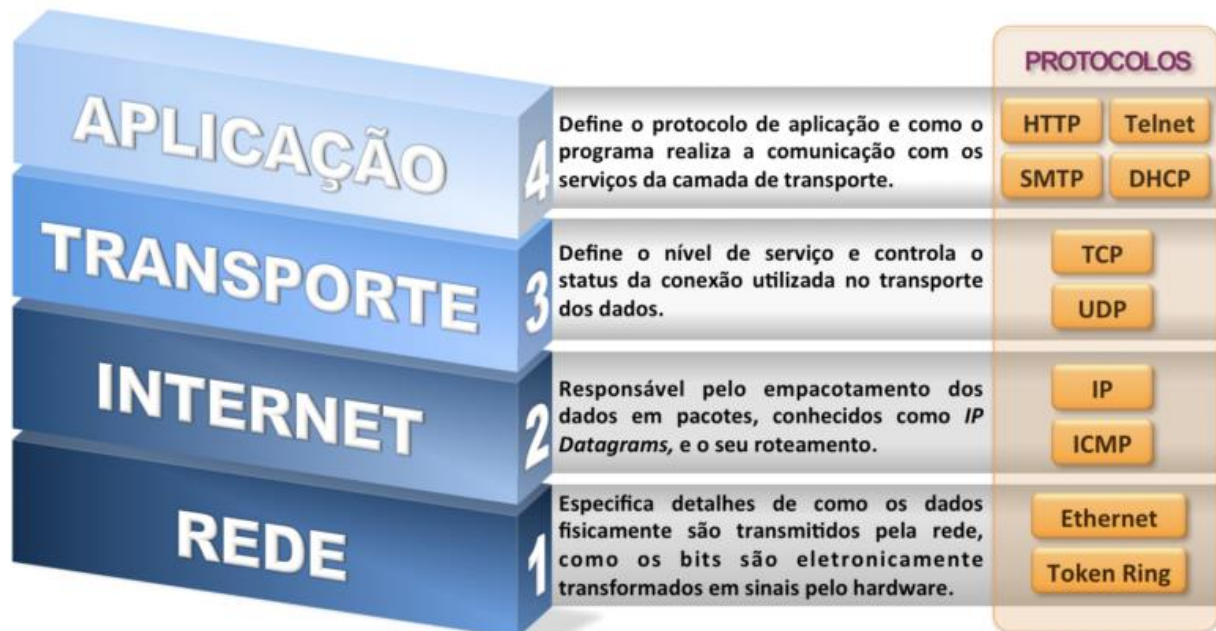 PROTOCOLOS
APLICAÇÃO
4
Define o protocolo de aplicação e como o
programa realiza a comunicação com os
serviços da camada de transporte.
HTTP Telnet
SMTP DHCP
TRANSPORTE
3
Define o nível de serviço e controla o
status da conexão utilizada no transporte
dos dados.
TCP
UDP
INTERNET
2
Responsável pelo empacotamento dos
dados em pacotes, conhecidos como IP
Datagrams, e o seu roteamento.
IP
ICMP
REDE
1
Especifica detalhes de como os dados
fisicamente são transmitidos pela rede,
como os bits são eletronicamente
transformados em sinais pelo hardware.
Ethernet
Token Ring